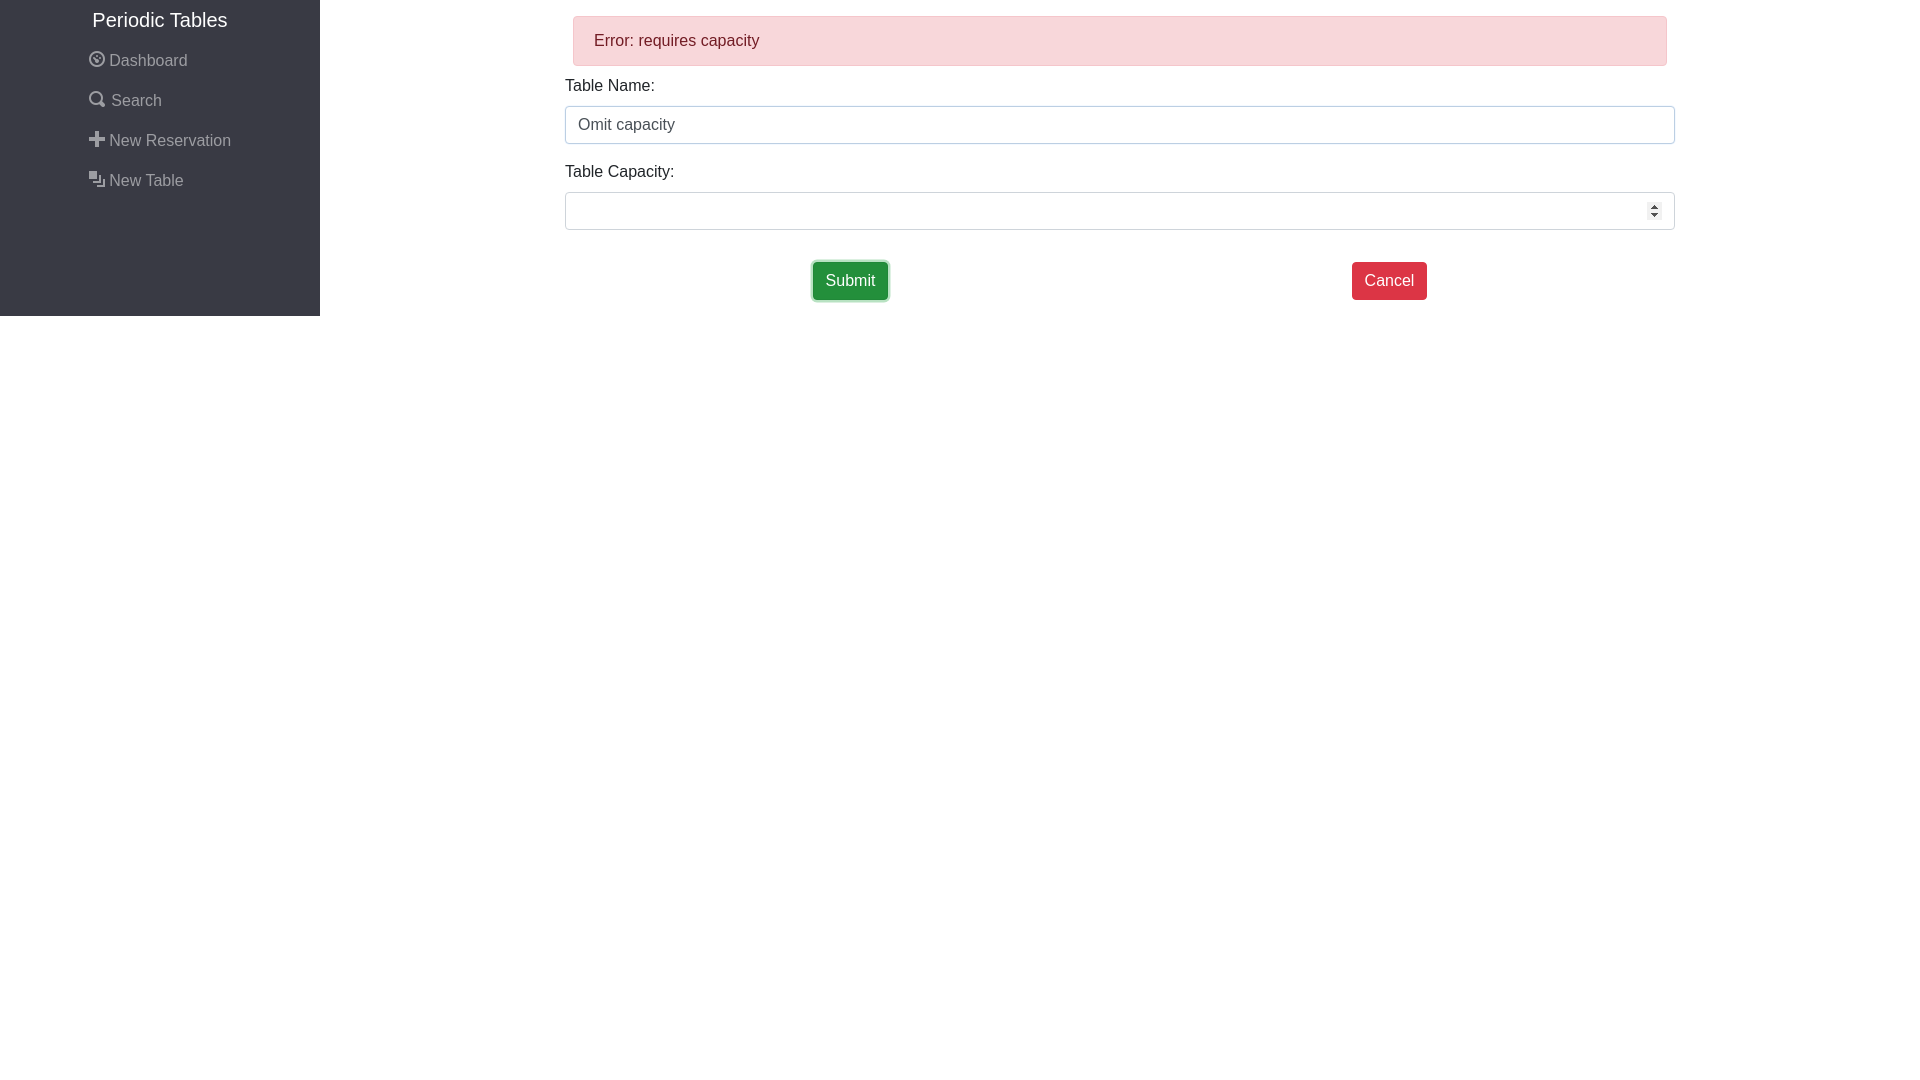 Periodic Tables
Dashboard
Search
New Reservation
New Table
Error: requires capacity
Table Name:
Omit capacity
Table Capacity:
Submit
Cancel